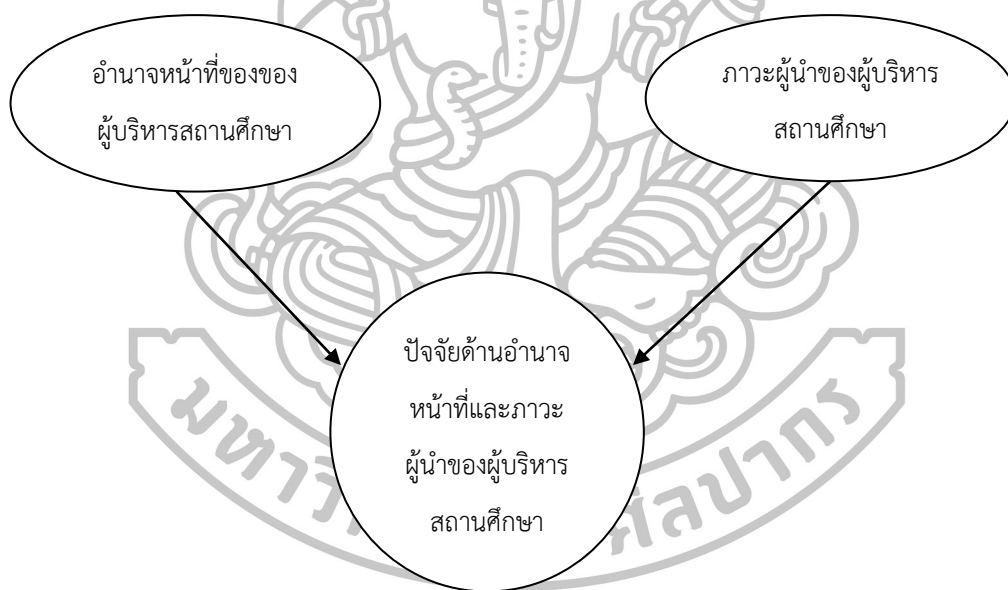 อำนาจหน้าที่ของของ
ผู้บริหารสถานศึกษา
ภาวะผู้นำของผู้บริหาร
สถานศึกษา
ปัจจัยด้านอำนาจ
หน้าที่และภาวะ
ผู้นำของผู้บริหาร
สถานศึกษา